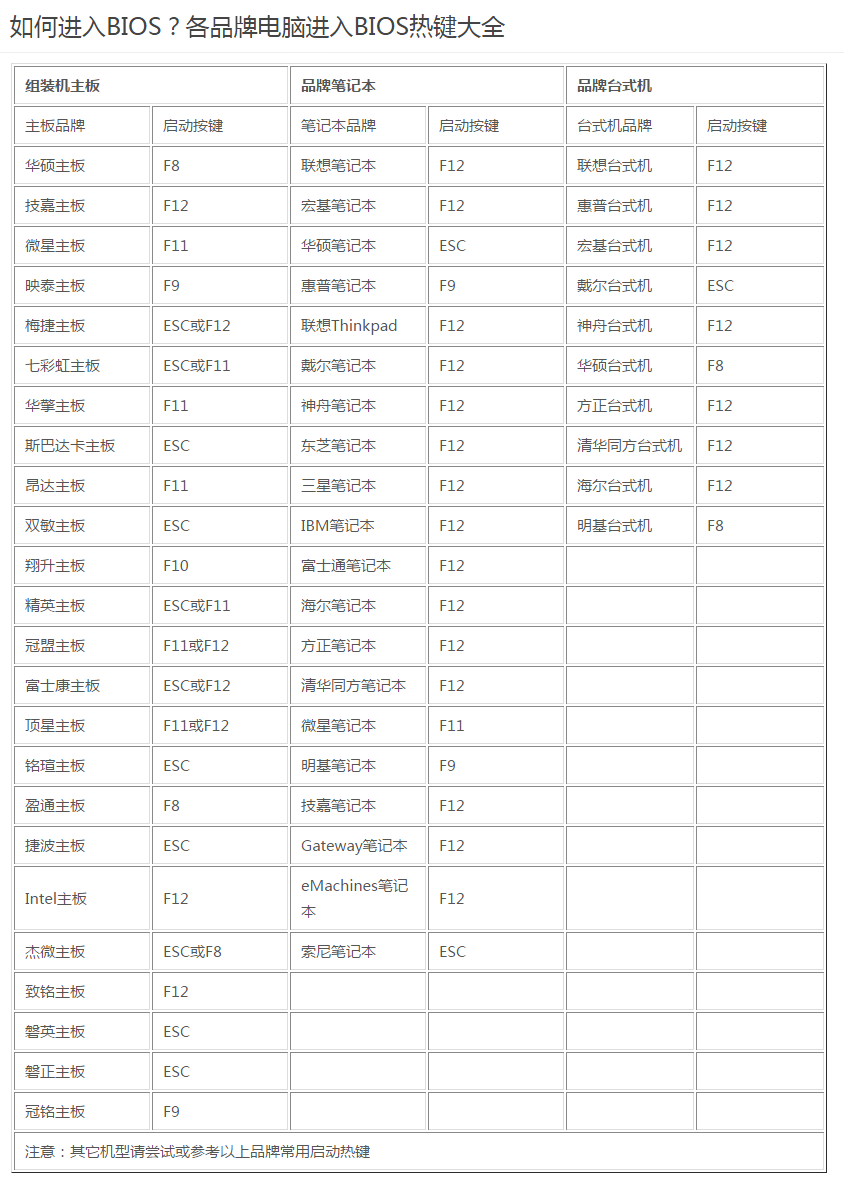 如何进入BIOS？各品牌电脑进入BIOS热键大全
组装机主板 品牌笔记本 品牌台式机
主板品牌 启动按键 笔记本品牌 启动按键 台式机品牌 启动按键
华硕主板 F8 联想笔记本 F12 联想台式机 F12
技嘉主板 F12 宏基笔记本 F12 惠普台式机 F12
微星主板 F11 华硕笔记本 ESC 宏基台式机 F12
映泰主板 F9 惠普笔记本 F9 戴尔台式机 ESC
梅捷主板 ESC或F12 联想Thinkpad F12 神舟台式机 F12
七彩虹主板 ESC或F11 戴尔笔记本 F12 华硕台式机 F8
华擎主板 F11 神舟笔记本 F12 方正台式机 F12
斯巴达卡主板 ESC 东芝笔记本 F12 清华同方台式机 F12
昂达主板 F11 三星笔记本 F12 海尔台式机 F12
双敏主板 ESC IBM笔记本 F12 明基台式机 F8
翔升主板 F10 富士通笔记本 F12
精英主板 ESC或F11 海尔笔记本 F12
冠盟主板 F11或F12 方正笔记本 F12
富士康主板 ESC或F12 清华同方笔记本 F12
顶星主板 F11或F12 微星笔记本 F11
铭瑄主板 ESC 明基笔记本 F9
盈通主板 F8 技嘉笔记本 F12
捷波主板 ESC Gateway笔记本 F12
Intel主板 F12 eMachines笔记本 F12
杰微主板 ESC或F8 索尼笔记本 ESC
致铭主板 F12
磐英主板 ESC
磐正主板 ESC
冠铭主板 F9
注意：其它机型请尝试或参考以上品牌常用启动热键